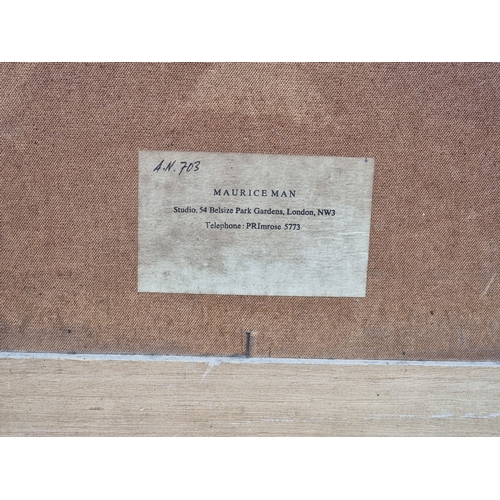 A.N. 703
MAURICE MAN
Studio. 54 Belsize Park Gardens, London, NW3
Telephone: PRImrose 5773